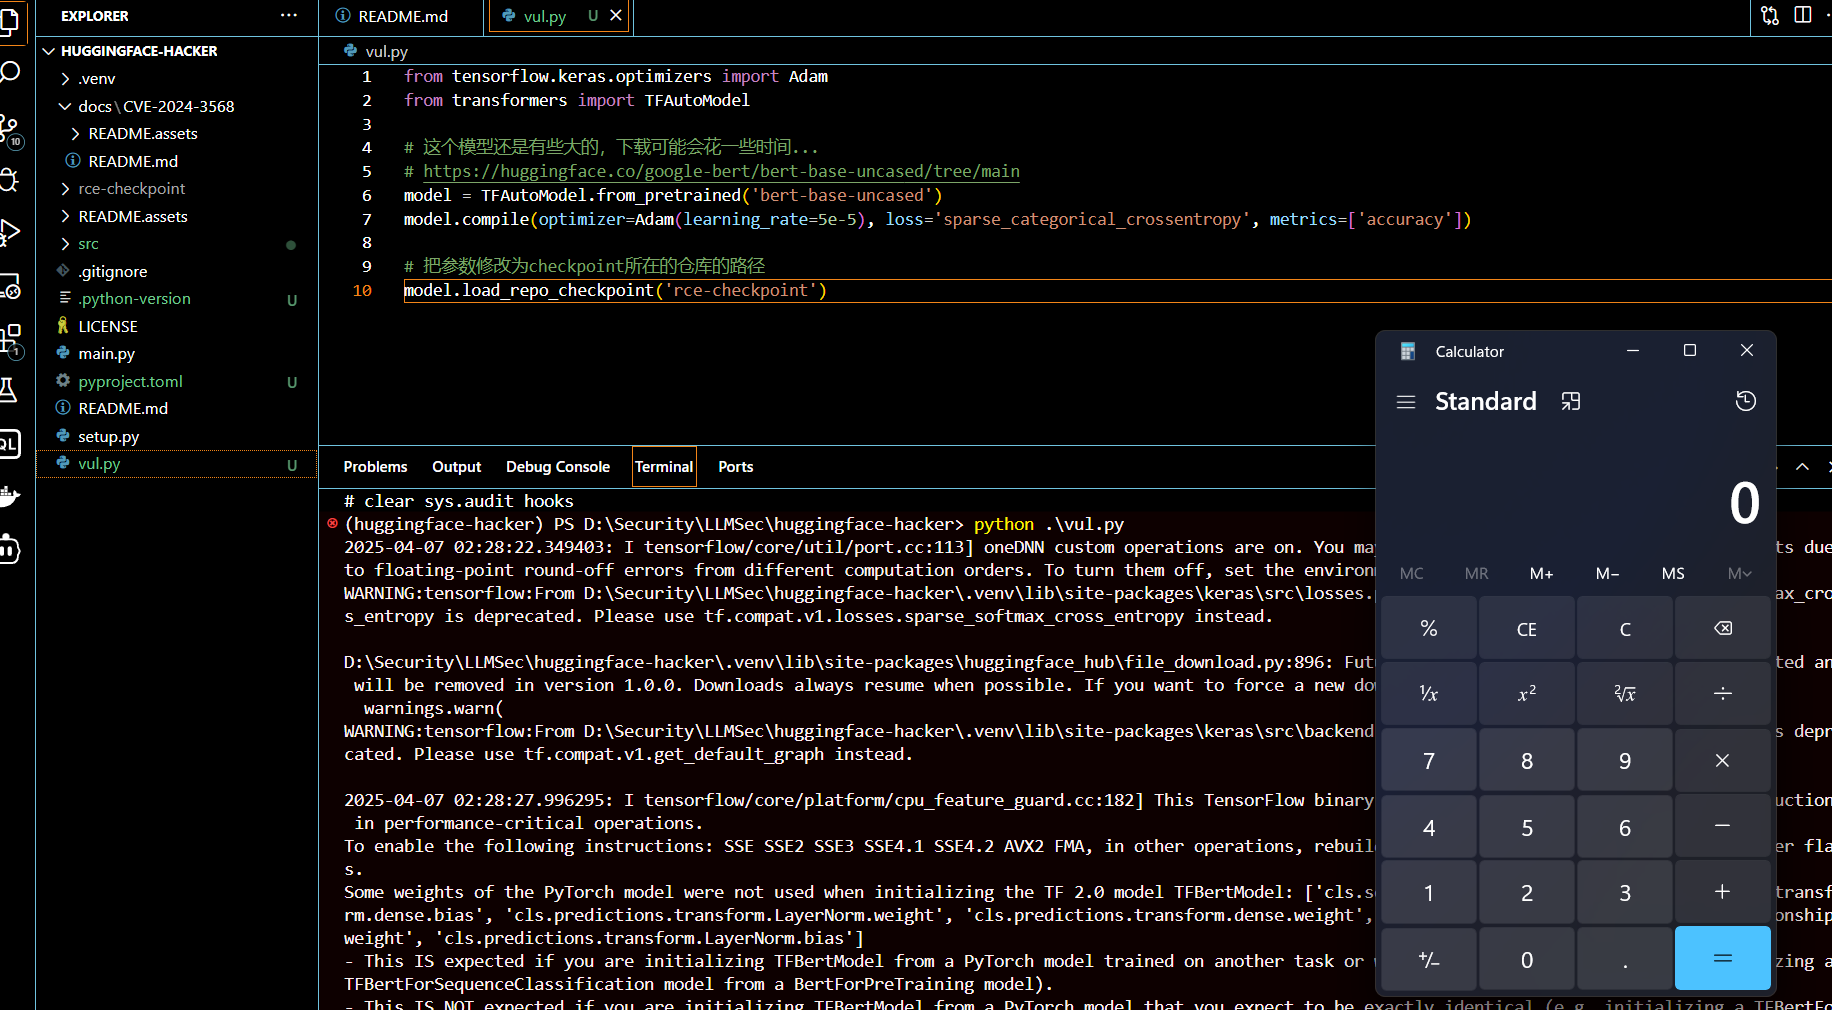 EXPLORER
HUGGINGFACE-HACKER
.venv
docs\CVE-2024-3568
README.assets
README.md
rce-checkpoint
README.assets
src
.gitignore
.python-version U
LICENSE
main.py
pyproject.toml U
README.md
setup.py
vul.py U
10
1
QL
README.md
vul.py U
vul.py
1 from tensorflow.keras.optimizers import Adam
2 from transformers import TFAutoModel
3
4 # 这个模型还是有些大的，下载可能会花一些时间...
5 # https://huggingface.co/google-bert/bert-base-uncased/tree/main
6 model = TFAutoModel.from_pretrained('bert-base-uncased')
7 model.compile(optimizer=Adam(learning_rate=5e-5), loss='sparse_categorical_crossentropy', metrics=['accuracy'])
8
9 # 把参数修改为checkpoint所在的仓库的路径
10 model.load_repo_checkpoint('rce-checkpoint')
Problems Output Debug Console Terminal Ports
# clear sys.audit hooks
(huggingface-hacker) PS D:\Security\LLMSec\huggingface-hacker> python .\vul.py
2025-04-07 02:28:22.349403: I tensorflow/core/util/port.cc:113] oneDNN custom operations are on. You ma ts due
to floating-point round-off errors from different computation orders. To turn them off, set the environ
WARNING:tensorflow:From D:\Security\LLMSec\huggingface-hacker\.venv\lib\site-packages\keras\src\losses. ax_cro
s_entropy is deprecated. Please use tf.compat.v1.losses.sparse_softmax_cross_entropy instead.
D:\Security\LLMSec\huggingface-hacker\.venv\lib\site-packages\huggingface_hub\file_download.py:896: Fut ted an
will be removed in version 1.0.0. Downloads always resume when possible. If you want to force a new do
warnings.warn(
WARNING:tensorflow:From D:\Security\LLMSec\huggingface-hacker\.venv\lib\site-packages\keras\src\backend s depr
cated. Please use tf.compat.v1.get_default_graph instead.
2025-04-07 02:28:27.996295: I tensorflow/core/platform/cpu_feature_guard.cc:182] This TensorFlow binary uction
in performance-critical operations.
To enable the following instructions: SSE SSE2 SSE3 SSE4.1 SSE4.2 AVX2 FMA, in other operations, rebuil er fla
s.
Some weights of the PyTorch model were not used when initializing the TF 2.0 model TFBertModel: ['cls.s transf
rm.dense.bias', 'cls.predictions.transform.LayerNorm.weight', 'cls.predictions.transform.dense.weight', onship
weight', 'cls.predictions.transform.LayerNorm.bias']
- This IS expected if you are initializing TFBertModel from a PyTorch model trained on another task or zing a
TFBertForSequenceClassification model from a BertForPreTraining model).
- This IS NOT expected if you are initializing TFBertModel from a PyTorch model that you expect to be exactly identical (e.g. initializing a TFBertFo
Calculator
Standard
0
MC MR M+ M− MS M
% CE C
¹⁄x x² ²√x ÷
7 8 9 ×
4 5 6 −
1 2 3 +
+/− 0 . =